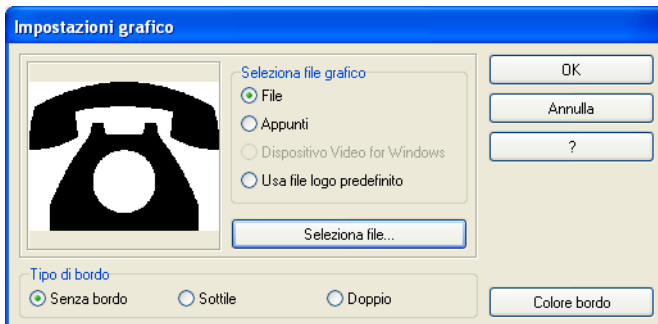 Impostazioni grafico
Seleziona file grafico
File
Appunti
Dispositivo Video for Windows
Usa file logo predefinito
Seleziona file...
OK
Annulla
?
Tipo di bordo
Senza bordo Sottile Doppio
Colore bordo